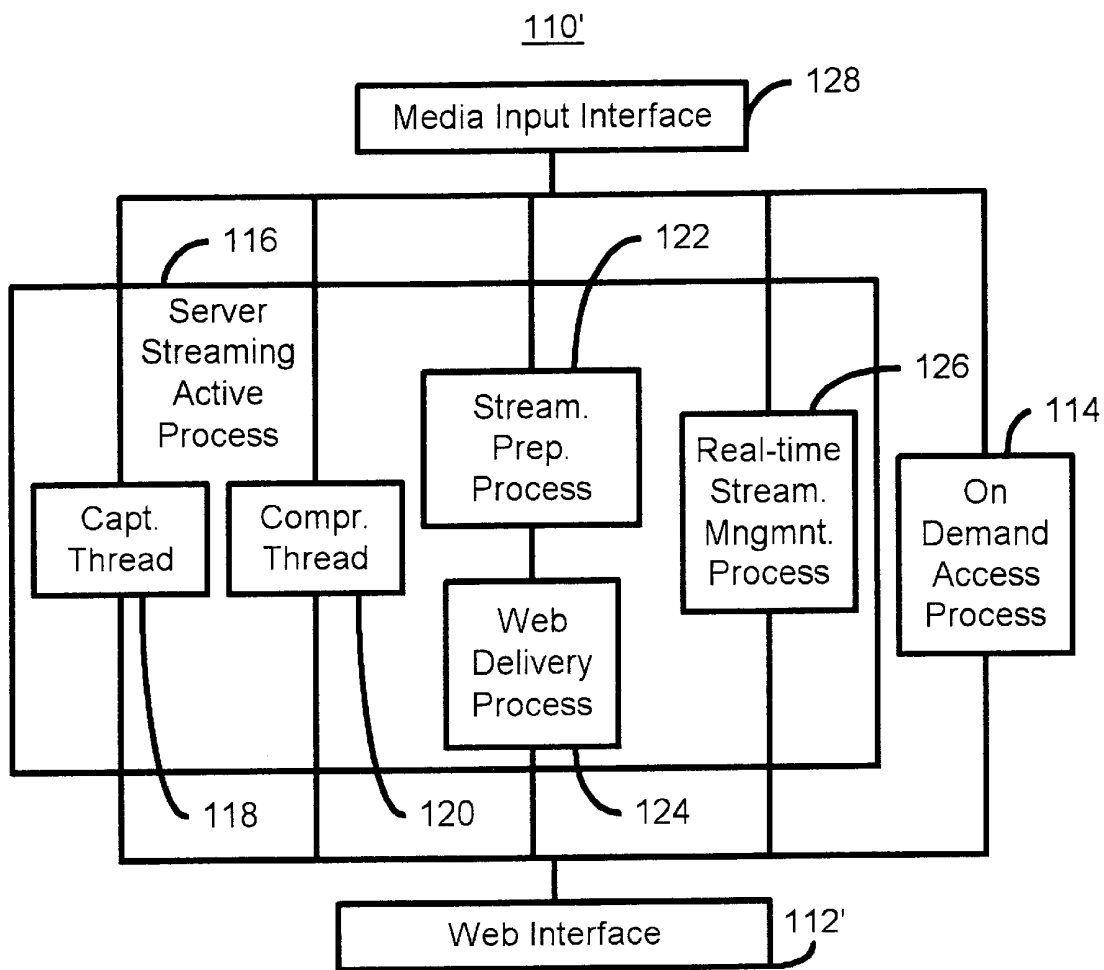 110'
Media Input Interface
128
116
Server
Streaming
Active
Process
122
Stream.
Prep.
Process
126
Real-time
Stream.
Mngmnt.
Process
114
On
Demand
Access
Process
Capt.
Thread
Compr.
Thread
Web
Delivery
Process
118
120
124
Web Interface
112'